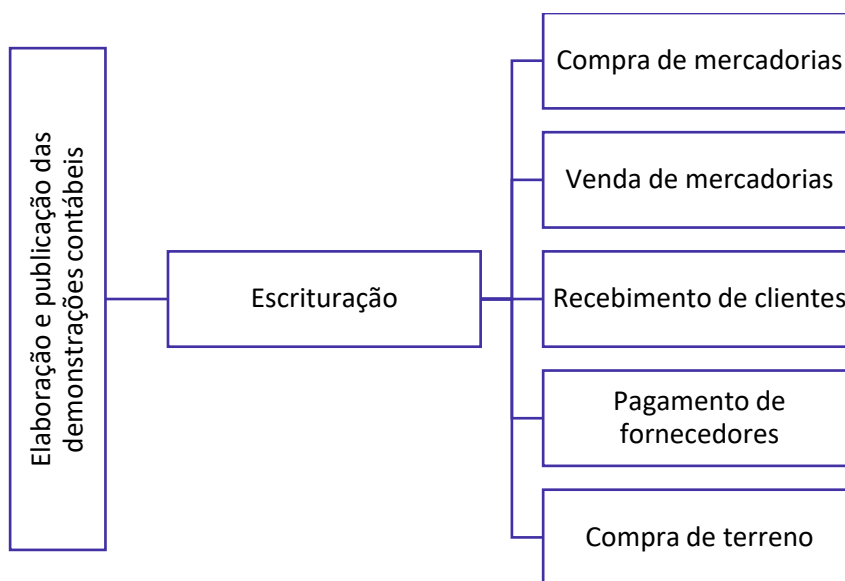 Elaboração e publicação das
demonstrações contábeis
Escrituração
Compra de mercadorias
Venda de mercadorias
Recebimento de clientes
Pagamento de
fornecedores
Compra de terreno